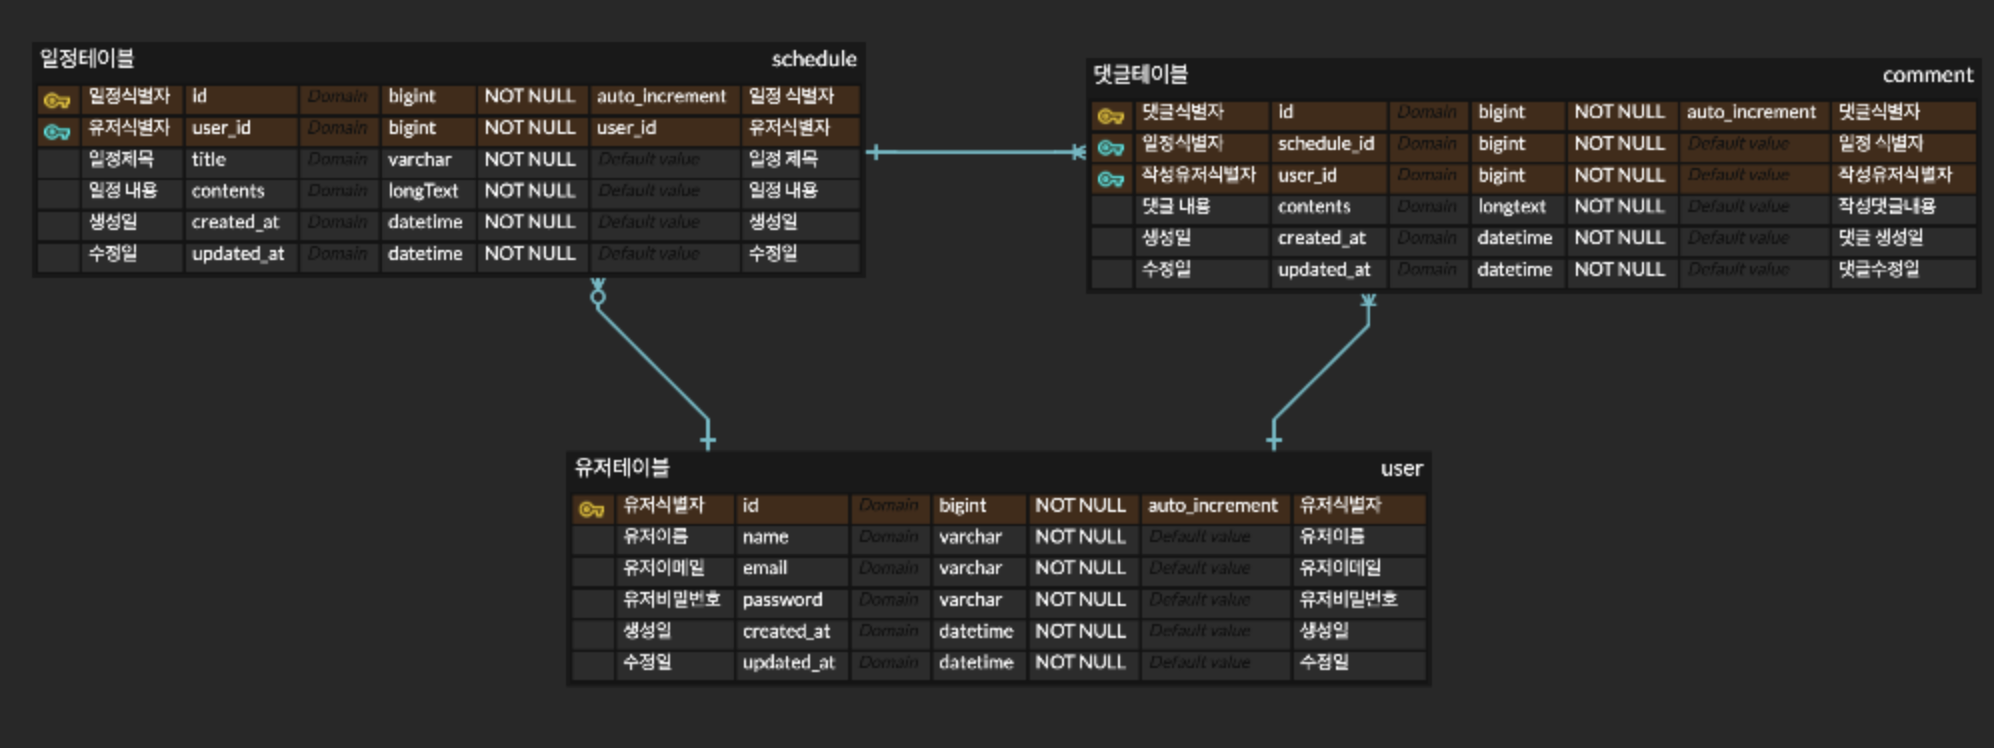 일정테이블 schedule
일정식별자 id Domain bigint NOT NULL auto_increment 일정 식별자
유저식별자 user_id Domain bigint NOT NULL user_id 유저식별자
일정제목 title Domain varchar NOT NULL Default value 일정 제목
일정 내용 contents Domain longText NOT NULL Default value 일정 내용
생성일 created_at Domain datetime NOT NULL Default value 생성일
수정일 updated_at Domain datetime NOT NULL Default value 수정일
댓글테이블 comment
댓글식별자 id Domain bigint NOT NULL auto_increment 댓글식별자
일정식별자 schedule_id Domain bigint NOT NULL Default value 일정 식별자
작성유저식별자 user_id Domain bigint NOT NULL Default value 작성유저식별자
댓글 내용 contents Domain longtext NOT NULL Default value 작성댓글내용
생성일 created_at Domain datetime NOT NULL Default value 댓글 생성일
수정일 updated_at Domain datetime NOT NULL Default value 댓글수정일
유저테이블 user
유저식별자 id Domain bigint NOT NULL auto_increment 유저식별자
유저이름 name Domain varchar NOT NULL Default value 유저이름
유저이메일 email Domain varchar NOT NULL Default value 유저이메일
유저비밀번호 password Domain varchar NOT NULL Default value 유저비밀번호
생성일 created_at Domain datetime NOT NULL Default value 생성일
수정일 updated_at Domain datetime NOT NULL Default value 수정일